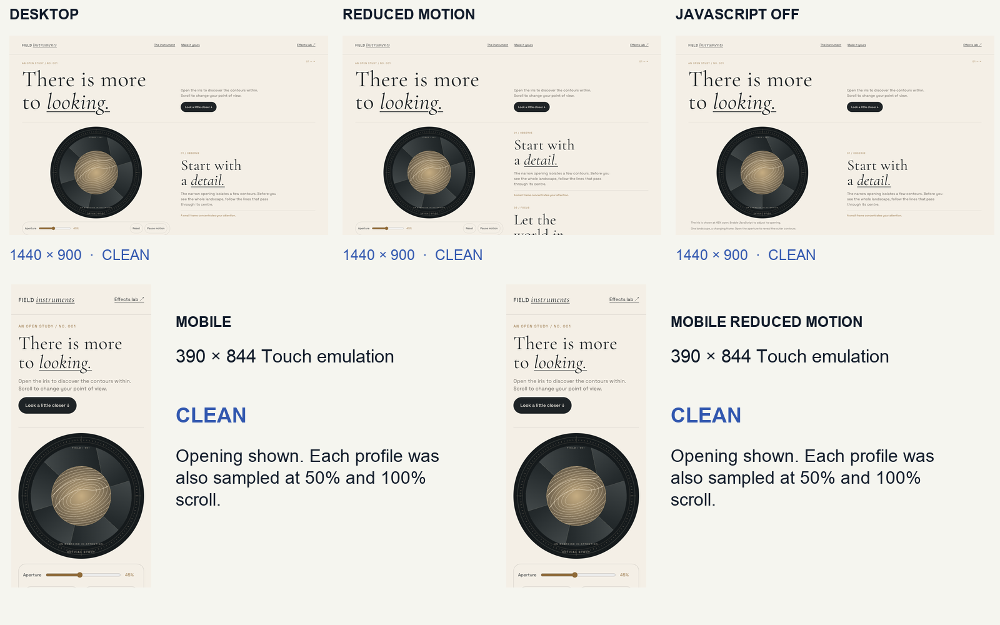 DESKTOP
FIELD instruments
The instrument
Make it yours
Effects lab ↗
AN OPEN STUDY / NO. 001
There is more
to looking.
Open the iris to discover the contours within.
Scroll to change your point of view.
Look a little closer ↓
FIELD / 001
AN EXERCISE IN ATTENTION
OPTICAL STUDY
01 / OBSERVE
Start with
a detail.
The narrow opening isolates a few contours. Before you
see the whole landscape, follow the lines that pass
through its centre.
A small frame concentrates your attention.
Aperture 45% Reset Pause motion
1440 × 900 · CLEAN
REDUCED MOTION
FIELD instruments
The instrument
Make it yours
Effects lab ↗
AN OPEN STUDY / NO. 001
There is more
to looking.
Open the iris to discover the contours within.
Scroll to change your point of view.
Look a little closer ↓
FIELD / 001
AN EXERCISE IN ATTENTION
OPTICAL STUDY
01 / OBSERVE
Start with
a detail.
The narrow opening isolates a few contours. Before you
see the whole landscape, follow the lines that pass
through its centre.
A small frame concentrates your attention.
02 / FOCUS
Let the
world in
Aperture 45% Reset Pause motion
1440 × 900 · CLEAN
JAVASCRIPT OFF
FIELD instruments
The instrument
Make it yours
Effects lab ↗
AN OPEN STUDY / NO. 001
There is more
to looking.
Open the iris to discover the contours within.
Scroll to change your point of view.
Look a little closer ↓
FIELD / 001
AN EXERCISE IN ATTENTION
OPTICAL STUDY
01 / OBSERVE
Start with
a detail.
The narrow opening isolates a few contours. Before you
see the whole landscape, follow the lines that pass
through its centre.
A small frame concentrates your attention.
The iris is shown at 45% open. Enable JavaScript to adjust its opening.
One landscape, a changing frame. Open the aperture to reveal the outer contours.
1440 × 900 · CLEAN
FIELD instruments
Effects lab ↗
AN OPEN STUDY / NO. 001
There is more
to looking.
Open the iris to discover the contours within.
Scroll to change your point of view.
Look a little closer ↓
FIELD / 001
AN EXERCISE IN ATTENTION
OPTICAL STUDY
Aperture 45%
MOBILE
390 × 844 Touch emulation
CLEAN
Opening shown. Each profile was
also sampled at 50% and 100%
scroll.
FIELD instruments
Effects lab ↗
AN OPEN STUDY / NO. 001
There is more
to looking.
Open the iris to discover the contours within.
Scroll to change your point of view.
Look a little closer ↓
FIELD / 001
AN EXERCISE IN ATTENTION
OPTICAL STUDY
Aperture 45%
MOBILE REDUCED MOTION
390 × 844 Touch emulation
CLEAN
Opening shown. Each profile was
also sampled at 50% and 100%
scroll.